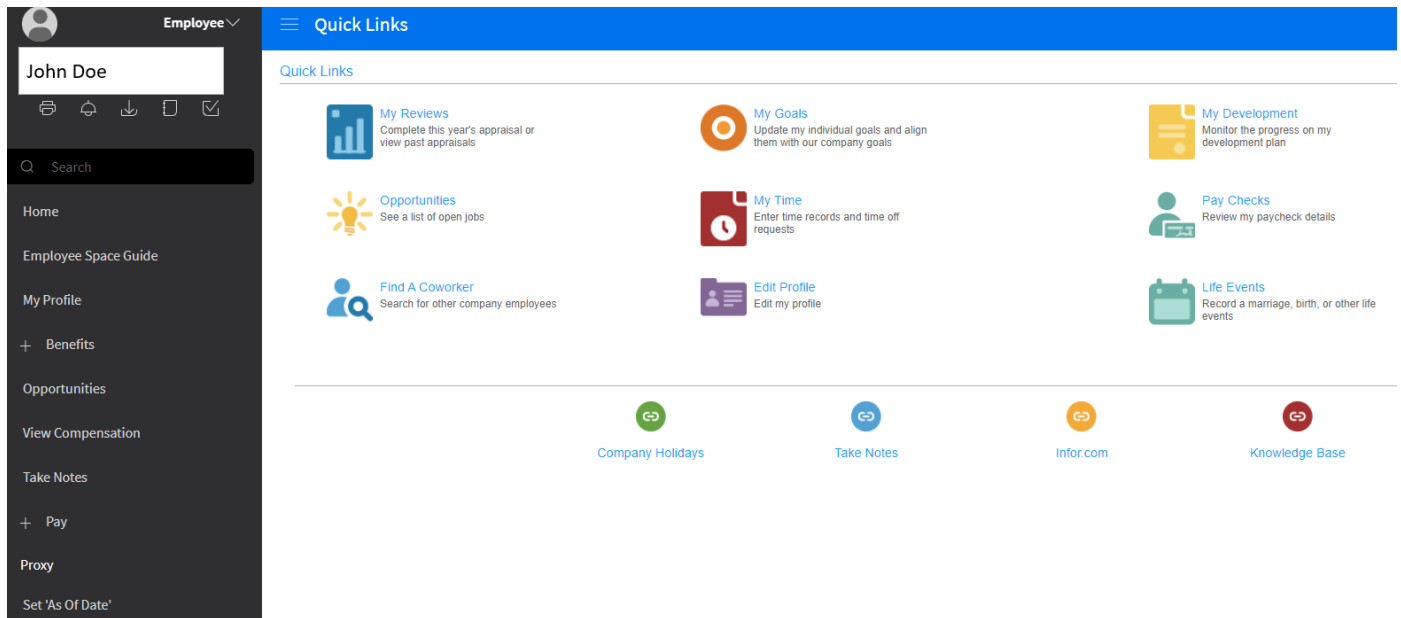 Employee
John Doe
Search
Home
Employee Space Guide
My Profile
+ Benefits
Opportunities
View Compensation
Take Notes
+ Pay
Proxy
Set 'As Of Date'
Quick Links
Quick Links
My Reviews
Complete this year's appraisal or
view past appraisals
My Goals
Update my individual goals and align
them with our company goals
My Development
Monitor the progress on my
development plan
Opportunities
See a list of open jobs
My Time
Enter time records and time off
requests
Pay Checks
Review my paycheck details
Find A Coworker
Search for other company employees
Edit Profile
Edit my profile
Life Events
Record a marriage, birth, or other life
events
Company Holidays
Take Notes
Infor.com
Knowledge Base